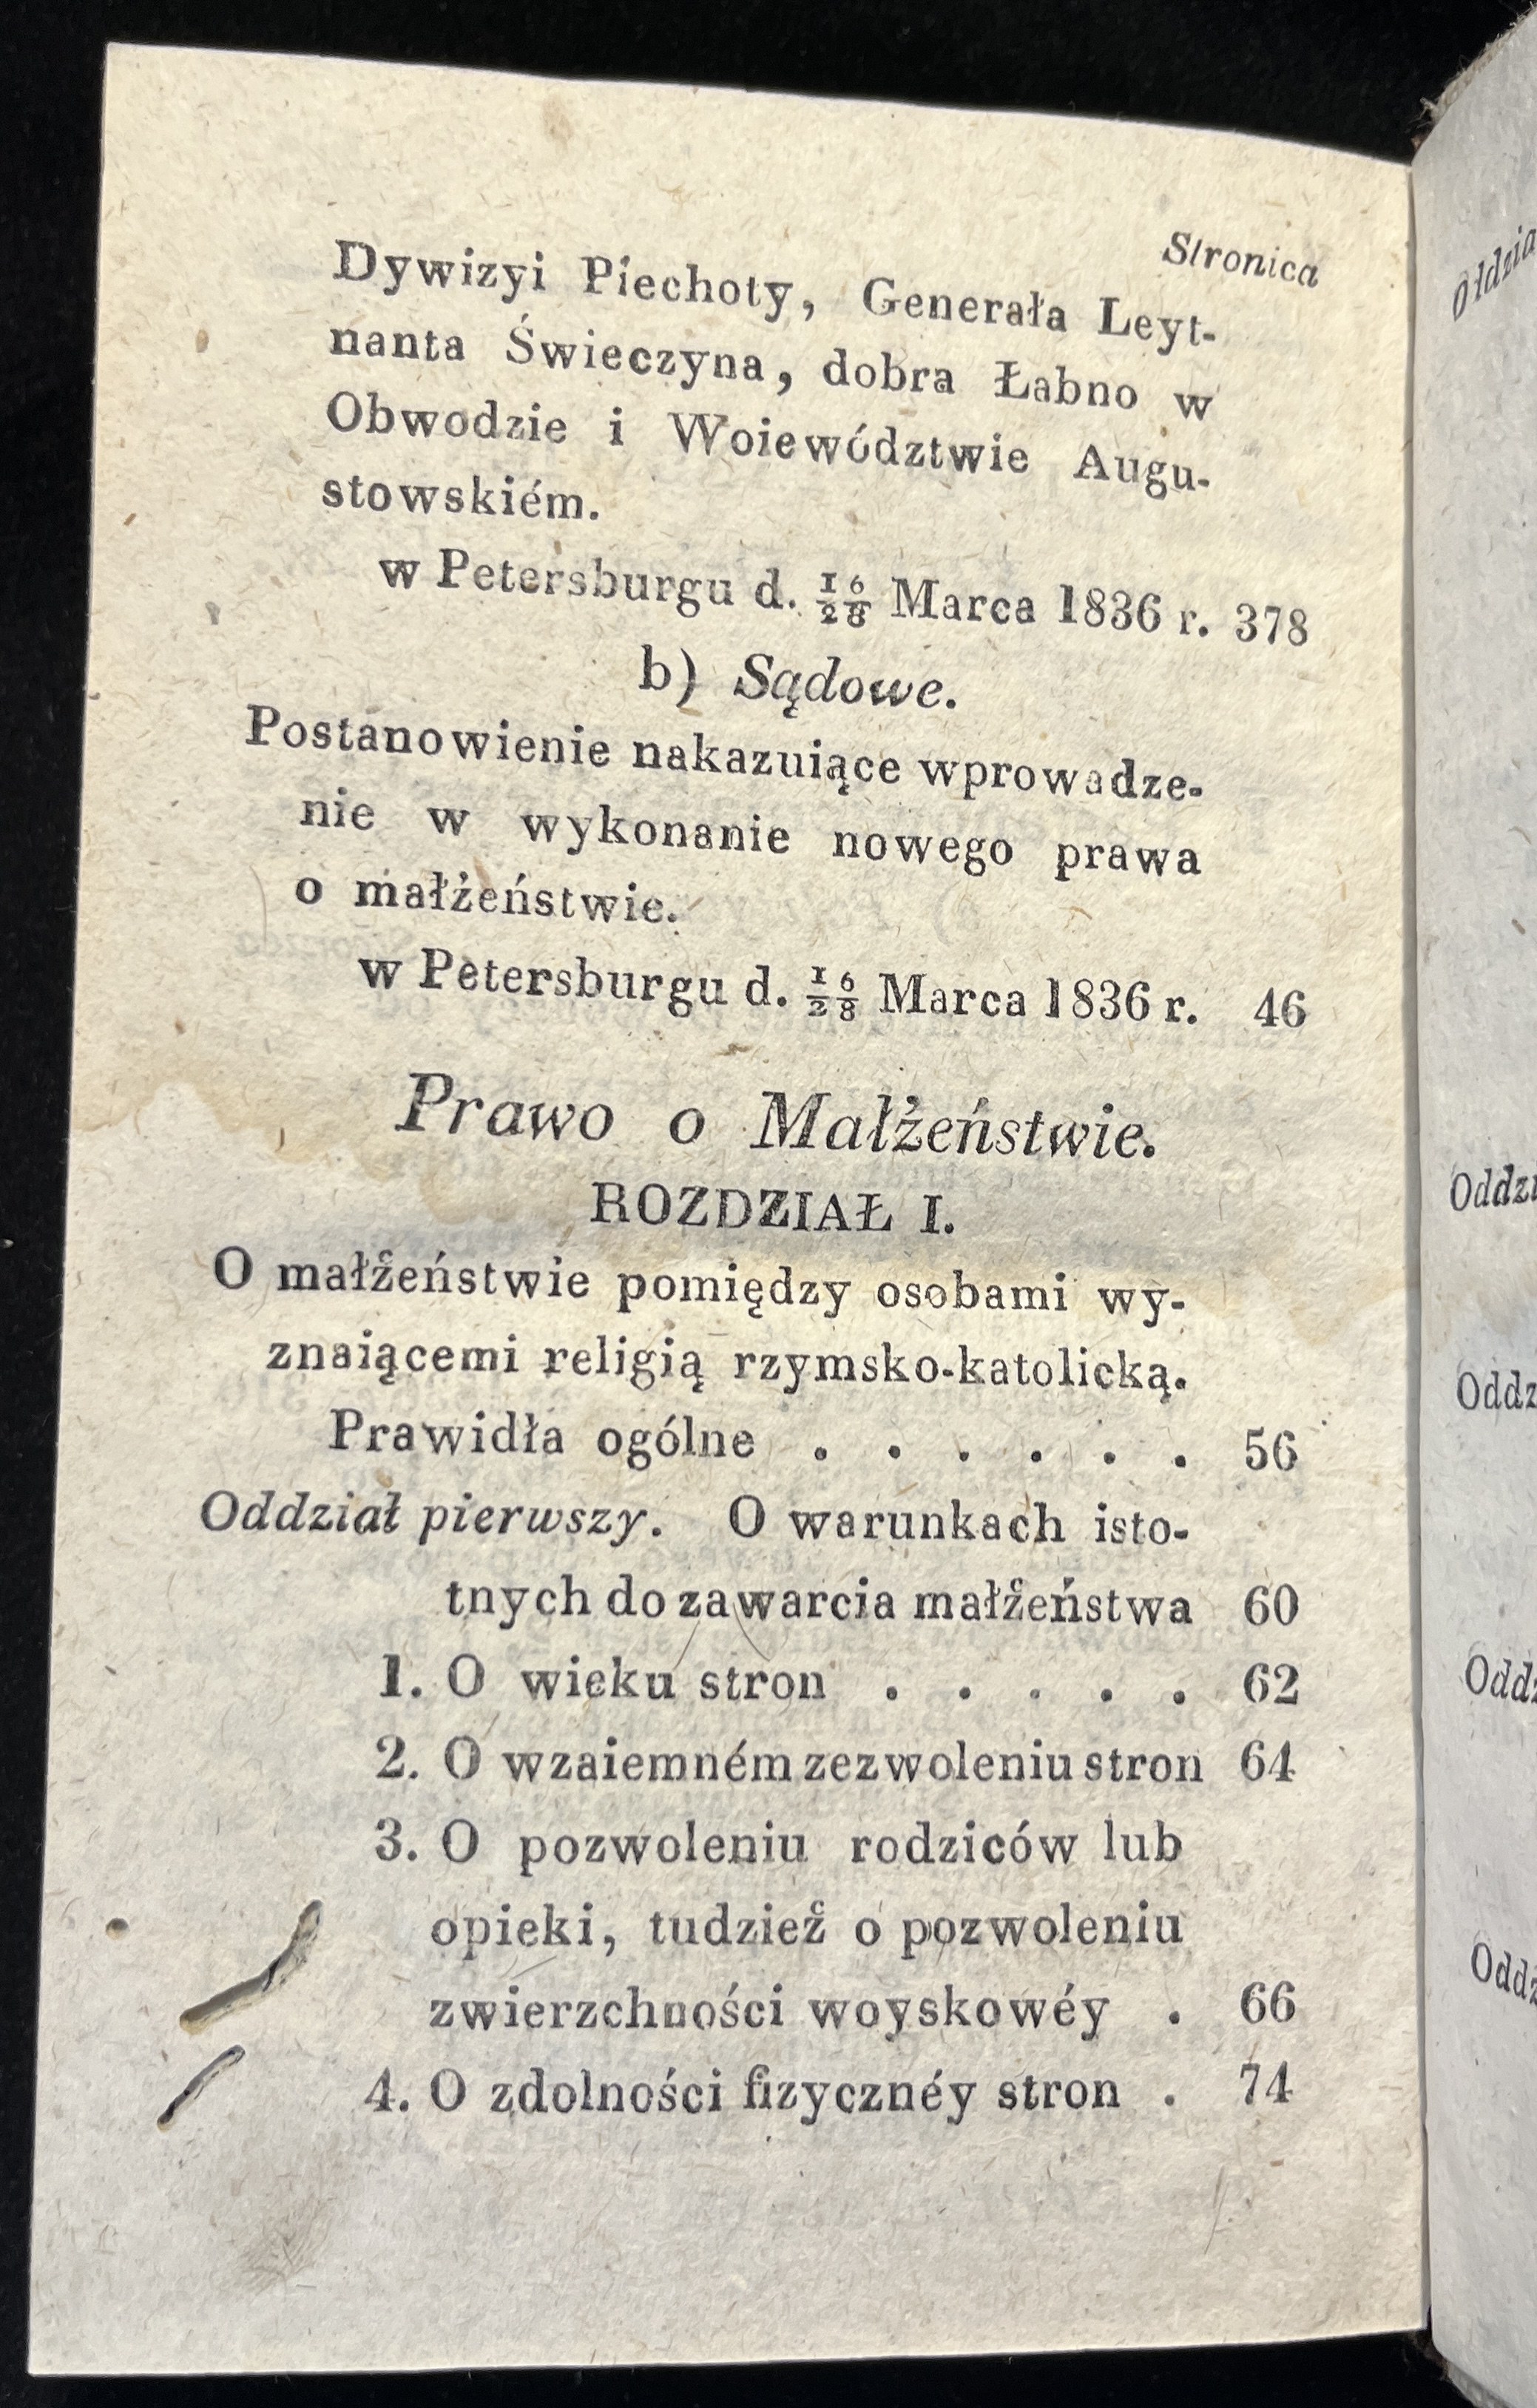 Stronica
Dywizyi Piechoty, Generała Leyt-
nanta Świeczyna, dobra Łabno w
Obwodzie i Woiewództwie Augu-
stowskiém.
w Petersburgu d. 16/28 Marca 1836 r. 378
b) Sądowe.
Postanowienie nakazuiące wprowadze-
nie w wykonanie nowego prawa
o małżeństwie.
w Petersburgu d. 16/28 Marca 1836 r. 46
Prawo o Małżeństwie.
ROZDZIAŁ I.
O małżeństwie pomiędzy osobami wy-
znaiącemi religią rzymsko-katolicką.
Prawidła ogólne . . . . . . 56
Oddział pierwszy. O warunkach isto-
tnych do zawarcia małżeństwa 60
1. O wieku stron . . . . . 62
2. O wzaiemném zezwoleniu stron 64
3. O pozwoleniu rodziców lub
opieki, tudzież o pozwoleniu
zwierzchności woyskowéy . 66
4. O zdolności fizycznéy stron . 74